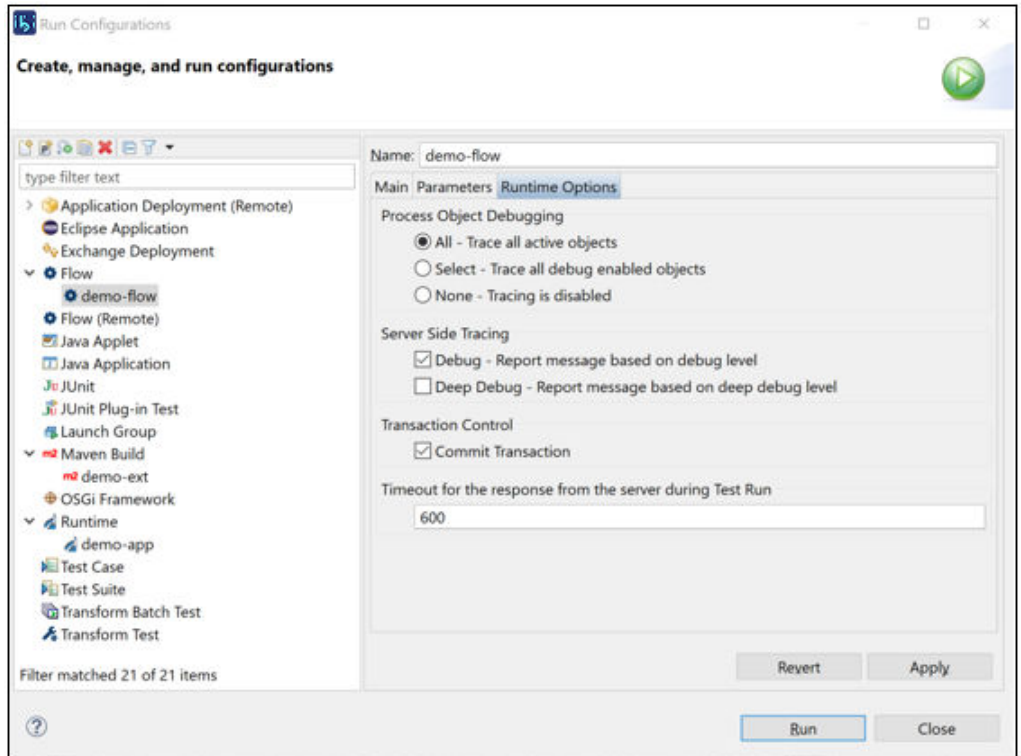 Run Configurations
Create, manage, and run configurations
type filter text
Application Deployment (Remote)
Eclipse Application
Exchange Deployment
Flow
demo-flow
Flow (Remote)
Java Applet
Java Application
JUnit
JUnit Plug-in Test
Launch Group
Maven Build
demo-ext
OSGi Framework
Runtime
demo-app
Test Case
Test Suite
Transform Batch Test
Transform Test
Filter matched 21 of 21 items
Name: demo-flow
Main Parameters Runtime Options
Process Object Debugging
All - Trace all active objects
Select - Trace all debug enabled objects
None - Tracing is disabled
Server Side Tracing
Debug - Report message based on debug level
Deep Debug - Report message based on deep debug level
Transaction Control
Commit Transaction
Timeout for the response from the server during Test Run
600
Revert Apply
Run Close